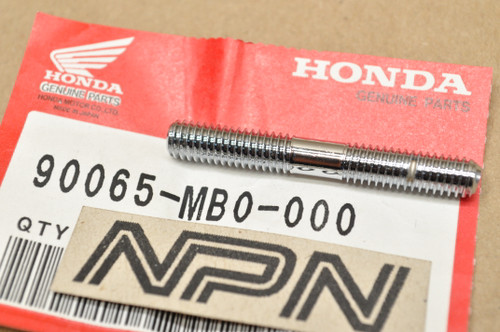 HONDA
GENUINE PARTS
HONDA MOTOR CO., LTD.
MADE IN JAPAN
HONDA
GENUINE PARTS
90065-MB0-000
QTY
NPN